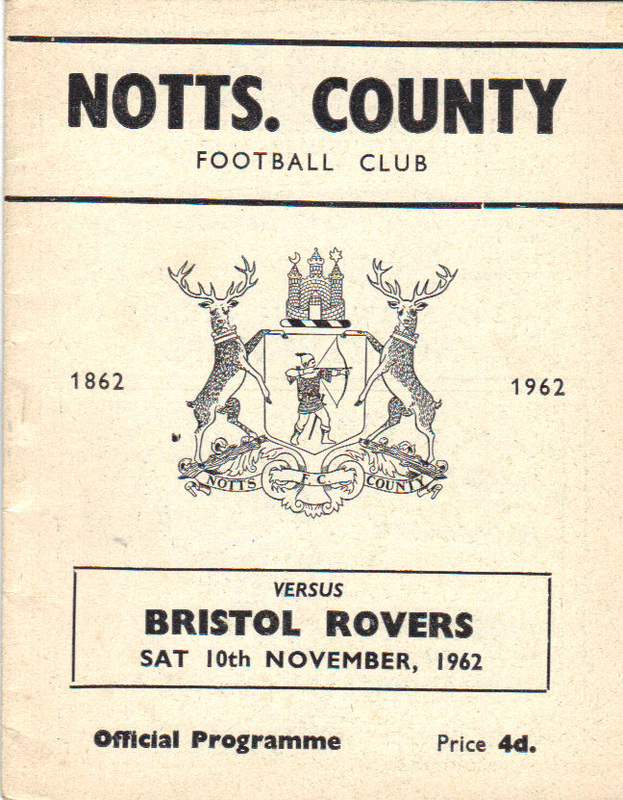 NOTTS. COUNTY
FOOTBALL CLUB
1862
1962
NOTTS F.C. COUNTY
VERSUS
BRISTOL ROVERS
SAT 10th NOVEMBER, 1962
Official Programme
Price 4d.